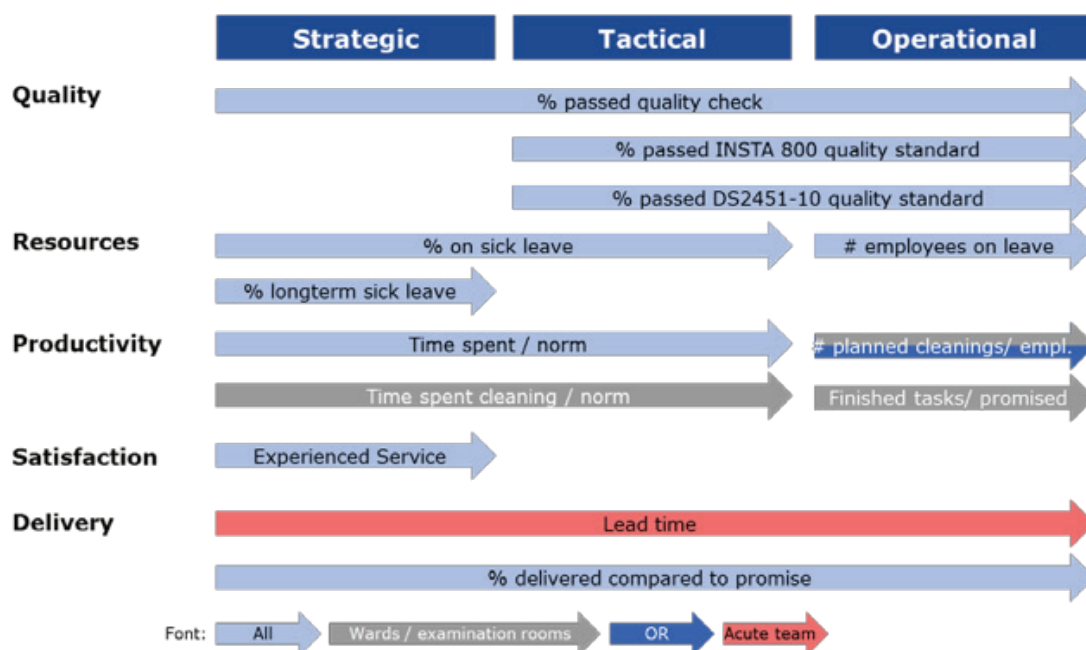 Strategic Tactical Operational
Quality
% passed quality check
% passed INSTA 800 quality standard
% passed DS2451-10 quality standard
Resources
% on sick leave # employees on leave
% longterm sick leave
Productivity
Time spent / norm # planned cleanings/ empl.
Time spent cleaning / norm Finished tasks/ promised
Satisfaction
Experienced Service
Delivery
Lead time
% delivered compared to promise
Font: All Wards / examination rooms OR Acute team